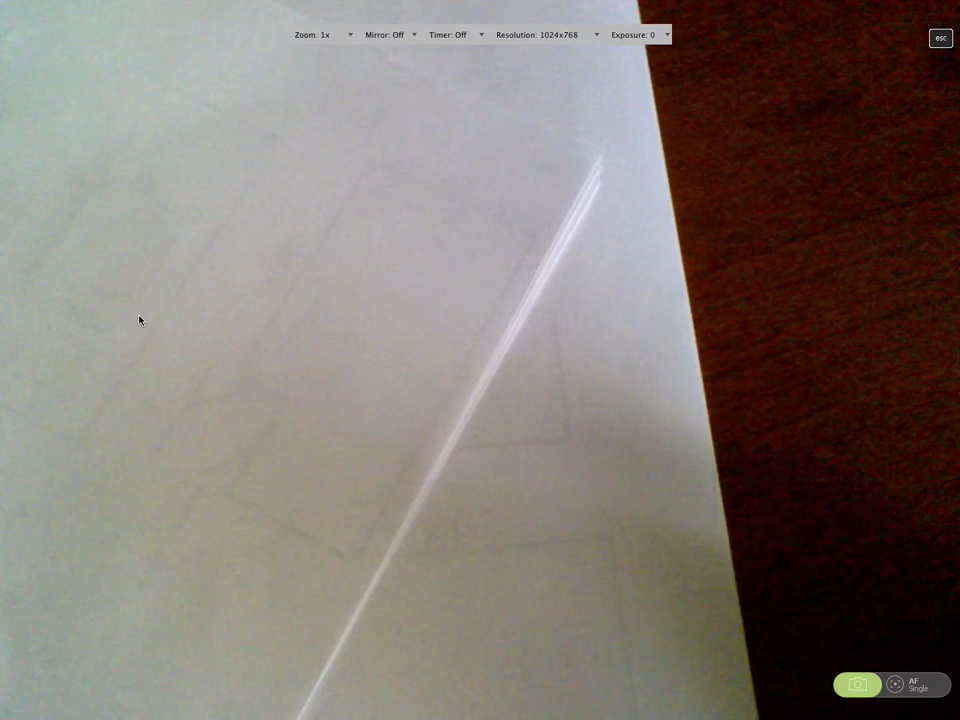 Zoom: 1x Mirror: Off Timer: Off Resolution: 1024x768 Exposure: 0
esc
AF
Single